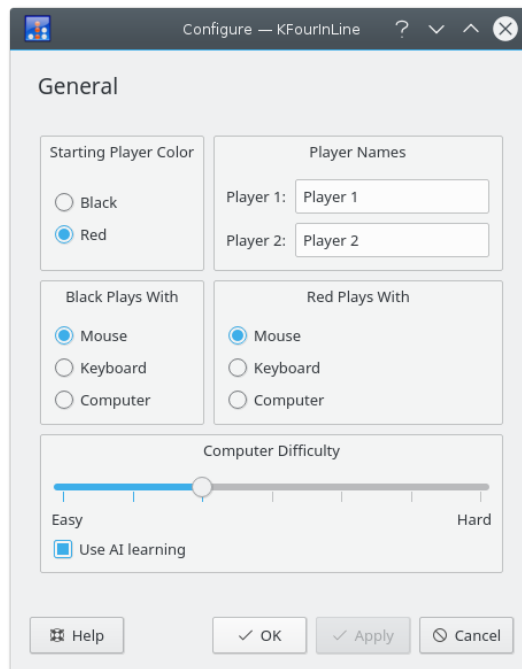 Configure — KFourInLine
General
Starting Player Color
Black
Red
Player Names
Player 1: Player 1
Player 2: Player 2
Black Plays With
Mouse
Keyboard
Computer
Red Plays With
Mouse
Keyboard
Computer
Computer Difficulty
Easy Hard
Use AI learning
Help OK Apply Cancel